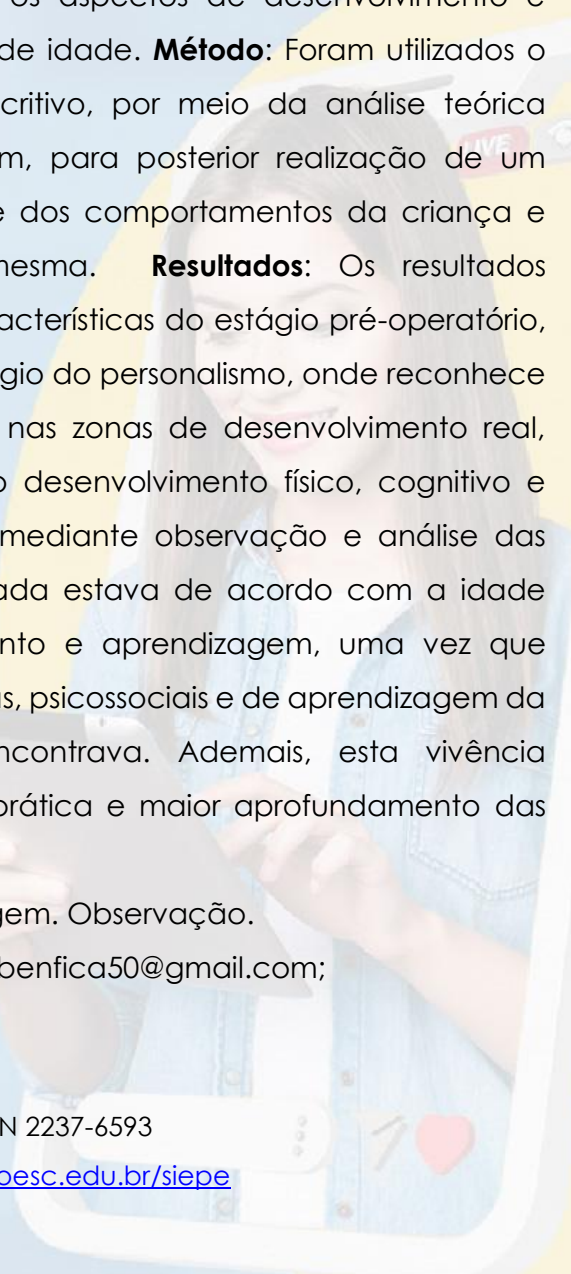 os aspectos de desenvolvimento e
de idade. Método: Foram utilizados o
critivo, por meio da análise teórica
m, para posterior realização de um
e dos comportamentos da criança e
mesma. Resultados: Os resultados
acterísticas do estágio pré-operatório,
gio do personalismo, onde reconhece
nas zonas de desenvolvimento real,
o desenvolvimento físico, cognitivo e
mediante observação e análise das
ada estava de acordo com a idade
nto e aprendizagem, uma vez que
as, psicossociais e de aprendizagem da
ncontrava. Ademais, esta vivência
prática e maior aprofundamento das
gem. Observação.
benfica50@gmail.com;
N 2237-6593
oesc.edu.br/siepe
LIVE